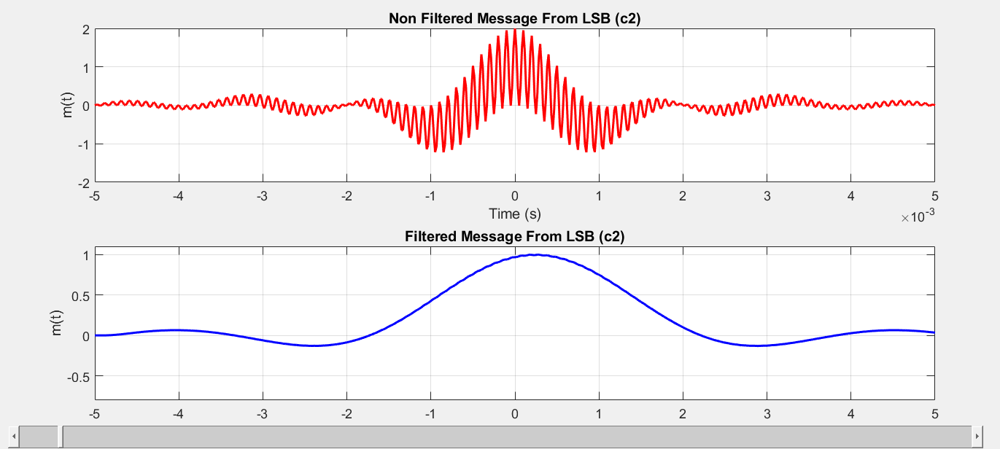 Non Filtered Message From LSB (c2)
2
1
0
-1
-2
m(t)
-5 -4 -3 -2 -1 0 1 2 3 4 5
Time (s)
×10-3
Filtered Message From LSB (c2)
1
0.5
0
-0.5
m(t)
-5 -4 -3 -2 -1 0 1 2 3 4 5